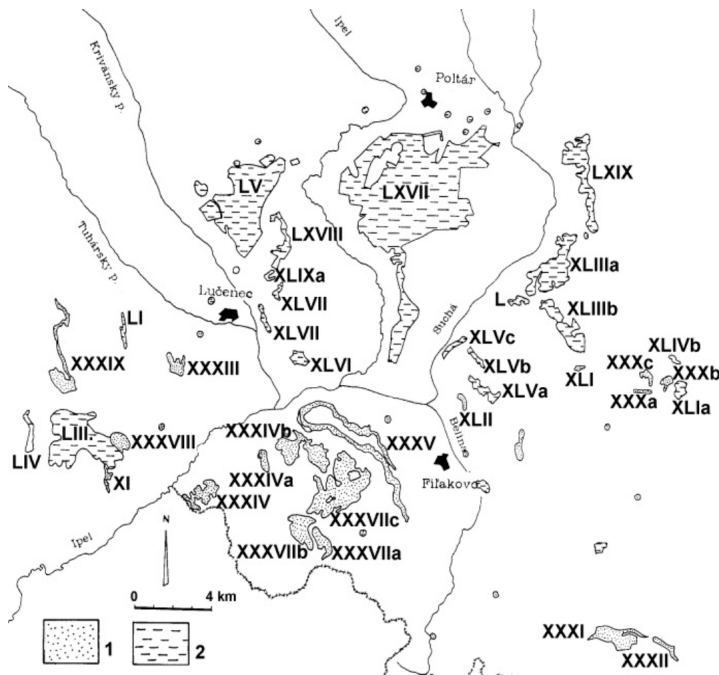 Ipeľ
Krivánsky p.
Poltár
LXIX
LV
LXVII
LXVIII
Tuhársky p.
XLIXa
XLIIIa
Lučenec
XLVII
L
XLIIIb
LI
XLVII
Suchá
XLVc
XLIVb
XXXIX
XXXIII
XLVI
XLVb
XXXc
XXXb
XLI
XLVa
XXXa
XLIa
XLII
LIII.
XXXVIII
XXXIVb
XXXV
Belina
LIV
XI
XXXIVa
Fiľakovo
XXXIV
XXXVIIc
Ipeľ
N
XXXVIIb
XXXVIIa
0 4 km
1
2
XXXI
XXXII